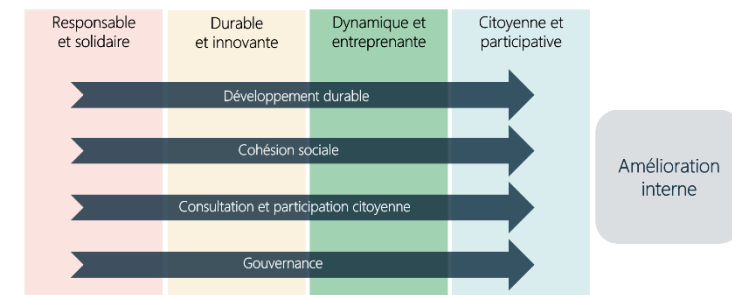 Responsable
et solidaire
Durable
et innovante
Dynamique et
entreprenante
Citoyenne et
participative
Développement durable
Cohésion sociale
Consultation et participation citoyenne
Gouvernance
Amélioration
interne